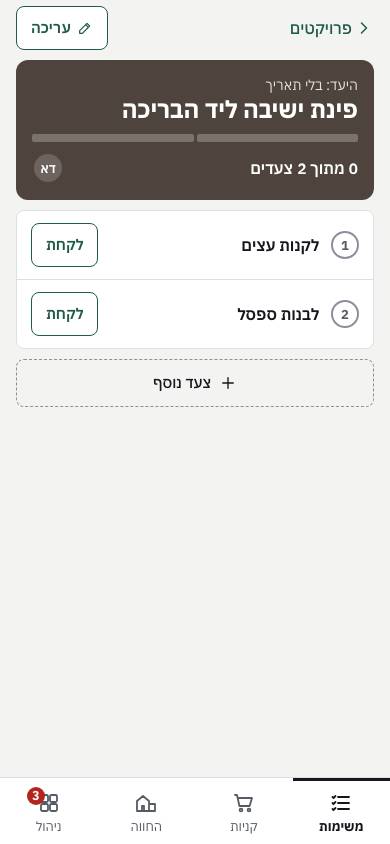 פרויקטים
עריכה
היעד: בלי תאריך
פינת ישיבה ליד הבריכה
0 מתוך 2 צעדים
דא
1 לקנות עצים
לקחת
2 לבנות ספסל
לקחת
צעד נוסף
משימות
קניות
החווה
3
ניהול